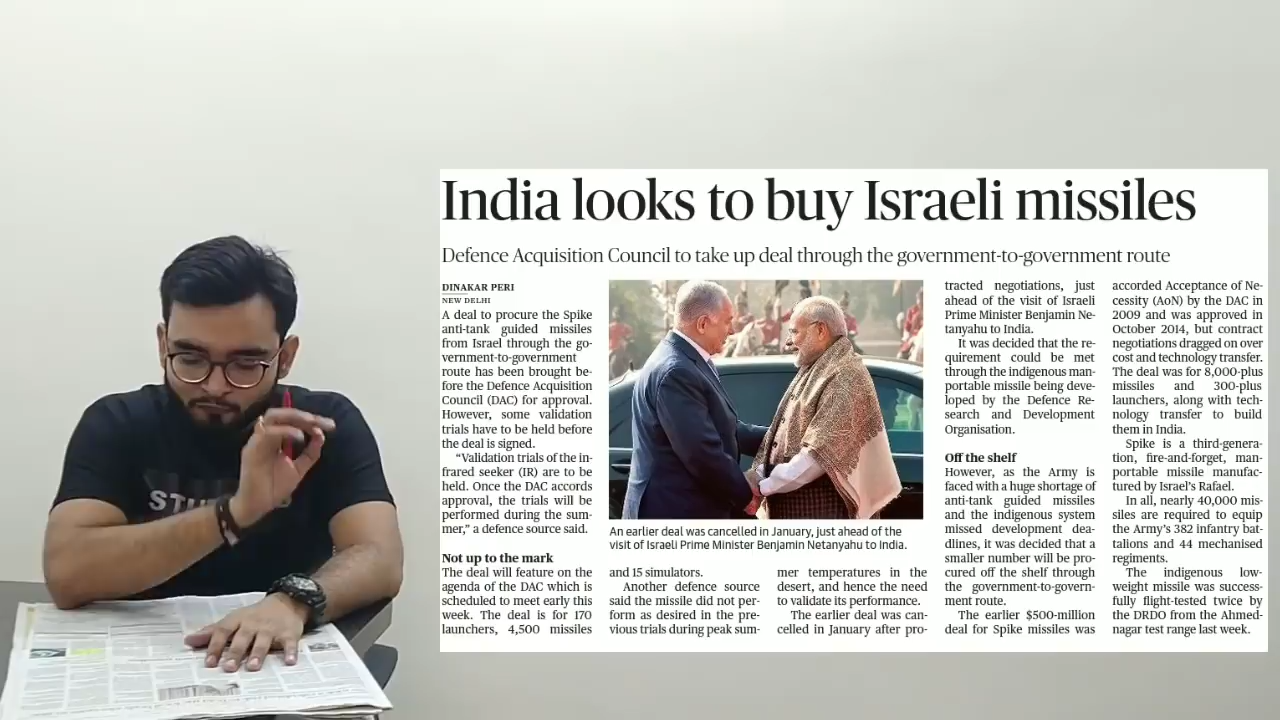 India looks to buy Israeli missiles
Defence Acquisition Council to take up deal through the government-to-government route
DINAKAR PERI
NEW DELHI
A deal to procure the Spike
anti-tank guided missiles
from Israel through the go-
vernment-to-government
route has been brought be-
fore the Defence Acquisition
Council (DAC) for approval.
However, some validation
trials have to be held before
the deal is signed.
“Validation trials of the in-
frared seeker (IR) are to be
held. Once the DAC accords
approval, the trials will be
performed during the sum-
mer,” a defence source said.
Not up to the mark
The deal will feature on the
agenda of the DAC which is
scheduled to meet early this
week. The deal is for 170
launchers, 4,500 missiles
An earlier deal was cancelled in January, just ahead of the
visit of Israeli Prime Minister Benjamin Netanyahu to India.
and 15 simulators.
Another defence source
said the missile did not per-
form as desired in the pre-
vious trials during peak sum-
mer temperatures in the
desert, and hence the need
to validate its performance.
The earlier deal was can-
celled in January after pro-
tracted negotiations, just
ahead of the visit of Israeli
Prime Minister Benjamin Ne-
tanyahu to India.
It was decided that the re-
quirement could be met
through the indigenous man-
portable missile being deve-
loped by the Defence Re-
search and Development
Organisation.
Off the shelf
However, as the Army is
faced with a huge shortage of
anti-tank guided missiles
and the indigenous system
missed development dea-
dlines, it was decided that a
smaller number will be pro-
cured off the shelf through
the government-to-govern-
ment route.
The earlier $500-million
deal for Spike missiles was
accorded Acceptance of Ne-
cessity (AoN) by the DAC in
2009 and was approved in
October 2014, but contract
negotiations dragged on over
cost and technology transfer.
The deal was for 8,000-plus
missiles and 300-plus
launchers, along with tech-
nology transfer to build
them in India.
Spike is a third-genera-
tion, fire-and-forget, man-
portable missile manufac-
tured by Israel’s Rafael.
In all, nearly 40,000 mis-
siles are required to equip
the Army’s 382 infantry bat-
talions and 44 mechanised
regiments.
The indigenous low-
weight missile was success-
fully flight-tested twice by
the DRDO from the Ahmed-
nagar test range last week.